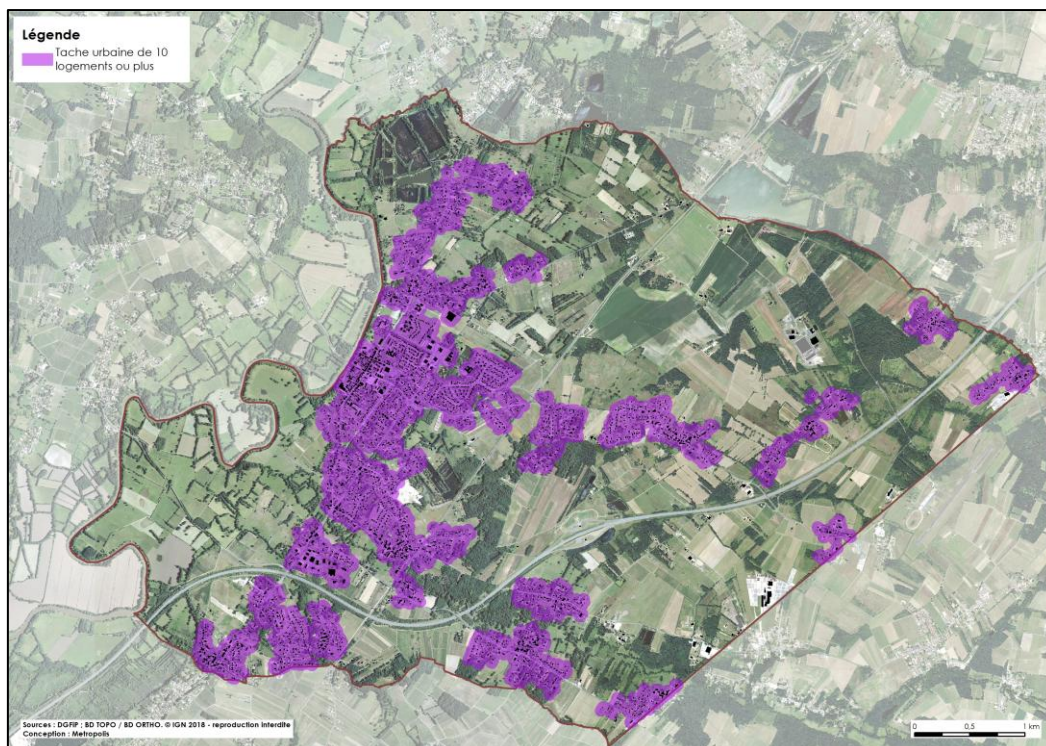 Légende
Tache urbaine de 10
logements ou plus
Sources : DGFiP ; BD TOPO / BD ORTHO. © IGN 2018 - reproduction interdite
Conception : Metropolis
0 0,5 1 km